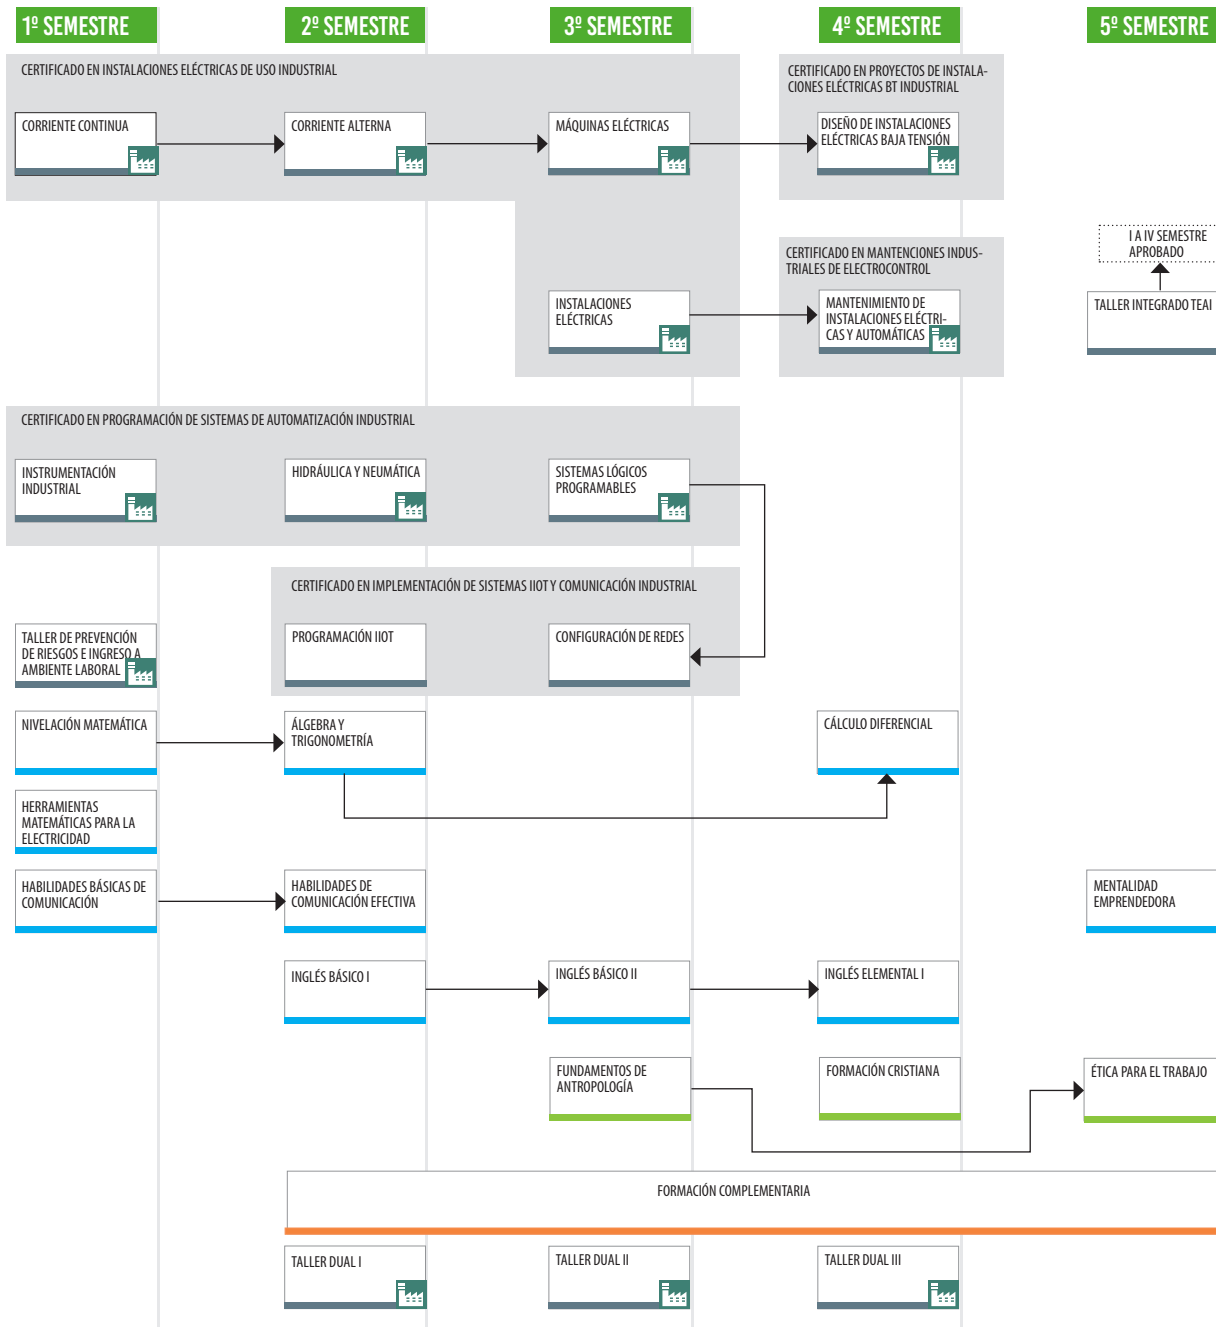 1º SEMESTRE
2º SEMESTRE
3º SEMESTRE
4º SEMESTRE
5º SEMESTRE
CERTIFICADO EN INSTALACIONES ELÉCTRICAS DE USO INDUSTRIAL
CERTIFICADO EN PROYECTOS DE INSTALA-
CIONES ELÉCTRICAS BT INDUSTRIAL
CORRIENTE CONTINUA
CORRIENTE ALTERNA
MÁQUINAS ELÉCTRICAS
DISEÑO DE INSTALACIONES
ELÉCTRICAS BAJA TENSIÓN
I A IV SEMESTRE
APROBADO
CERTIFICADO EN MANTENCIONES INDUS-
TRIALES DE ELECTROCONTROL
INSTALACIONES
ELÉCTRICAS
MANTENIMIENTO DE
INSTALACIONES ELÉCTRI-
CAS Y AUTOMÁTICAS
TALLER INTEGRADO TEAI
CERTIFICADO EN PROGRAMACIÓN DE SISTEMAS DE AUTOMATIZACIÓN INDUSTRIAL
INSTRUMENTACIÓN
INDUSTRIAL
HIDRÁULICA Y NEUMÁTICA
SISTEMAS LÓGICOS
PROGRAMABLES
CERTIFICADO EN IMPLEMENTACIÓN DE SISTEMAS IIOT Y COMUNICACIÓN INDUSTRIAL
TALLER DE PREVENCIÓN
DE RIESGOS E INGRESO A
AMBIENTE LABORAL
PROGRAMACIÓN IIOT
CONFIGURACIÓN DE REDES
NIVELACIÓN MATEMÁTICA
ÁLGEBRA Y
TRIGONOMETRÍA
CÁLCULO DIFERENCIAL
HERRAMIENTAS
MATEMÁTICAS PARA LA
ELECTRICIDAD
HABILIDADES BÁSICAS DE
COMUNICACIÓN
HABILIDADES DE
COMUNICACIÓN EFECTIVA
MENTALIDAD
EMPRENDEDORA
INGLÉS BÁSICO I
INGLÉS BÁSICO II
INGLÉS ELEMENTAL I
FUNDAMENTOS DE
ANTROPOLOGÍA
FORMACIÓN CRISTIANA
ÉTICA PARA EL TRABAJO
FORMACIÓN COMPLEMENTARIA
TALLER DUAL I
TALLER DUAL II
TALLER DUAL III